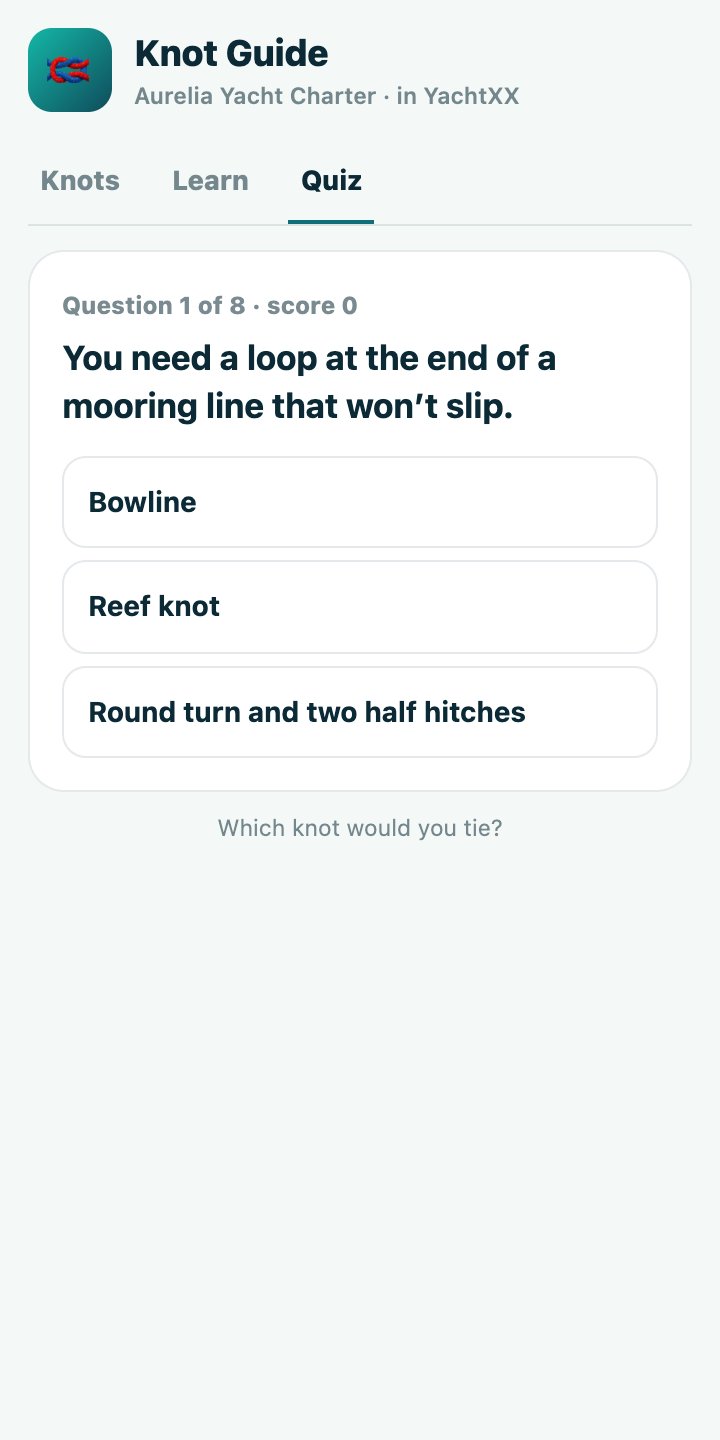 Knot Guide
Aurelia Yacht Charter · in YachtXX
Knots Learn Quiz
Question 1 of 8 · score 0
You need a loop at the end of a
mooring line that won’t slip.
Bowline
Reef knot
Round turn and two half hitches
Which knot would you tie?